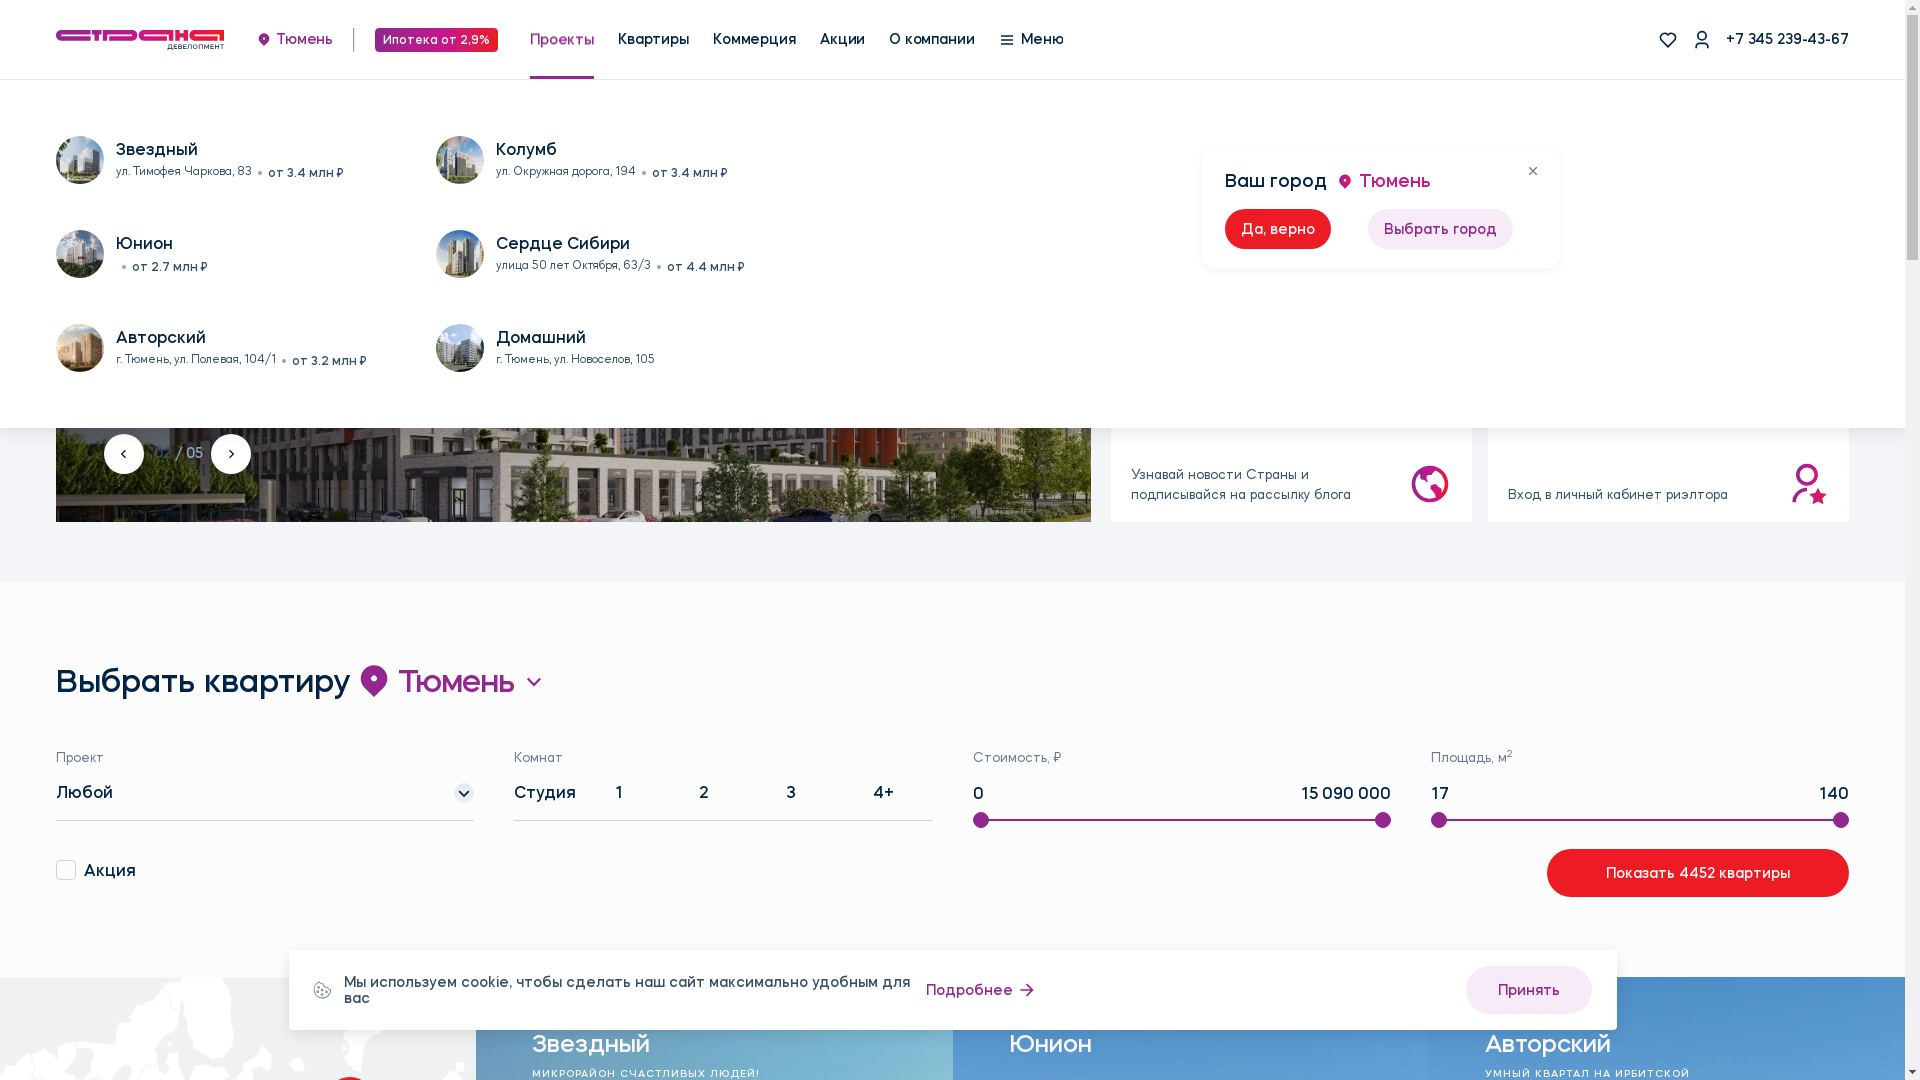 СТРАНА
ДЕВЕЛОПМЕНТ
Тюмень
Ипотека от 2,9%
Проекты
Квартиры
Коммерция
Акции
О компании
Меню
+7 345 239-43-67
Звездный
ул. Тимофея Чаркова, 83 • от 3.4 млн ₽
Колумб
ул. Окружная дорога, 194 • от 3.4 млн ₽
Юнион
• от 2.7 млн ₽
Сердце Сибири
улица 50 лет Октября, 63/3 • от 4.4 млн ₽
Авторский
г. Тюмень, ул. Полевая, 104/1 • от 3.2 млн ₽
Домашний
г. Тюмень, ул. Новоселов, 105
Ваш город Тюмень
Да, верно
Выбрать город
02 / 05
Узнавай новости Страны и
подписывайся на рассылку блога
Вход в личный кабинет риэлтора
Выбрать квартиру Тюмень
Проект
Любой
Комнат
Студия 1 2 3 4+
Стоимость, ₽
0 15 090 000
Площадь, м²
17 140
Акция
Показать 4452 квартиры
Мы используем cookie, чтобы сделать наш сайт максимально удобным для
вас
Подробнее
Принять
Звездный
МИКРОРАЙОН СЧАСТЛИВЫХ ЛЮДЕЙ!
Юнион
Авторский
УМНЫЙ КВАРТАЛ НА ИРБИТСКОЙ